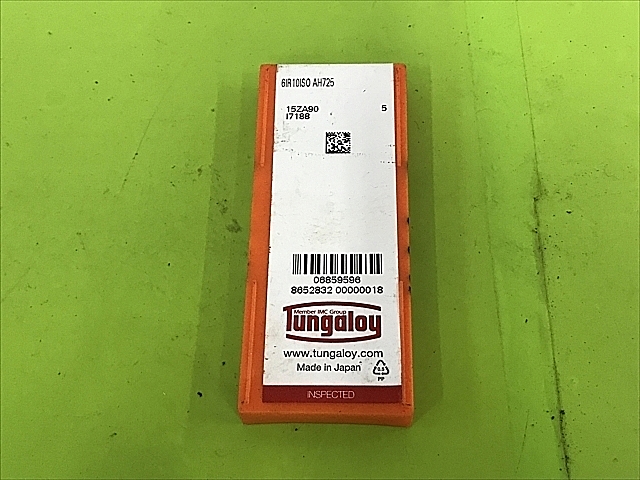 6IR10ISO AH725
15ZA90 5
I7188
06859596
8652832 00000018
Member IMC Group
Tungaloy
www.tungaloy.com
Made in Japan
PP
INSPECTED